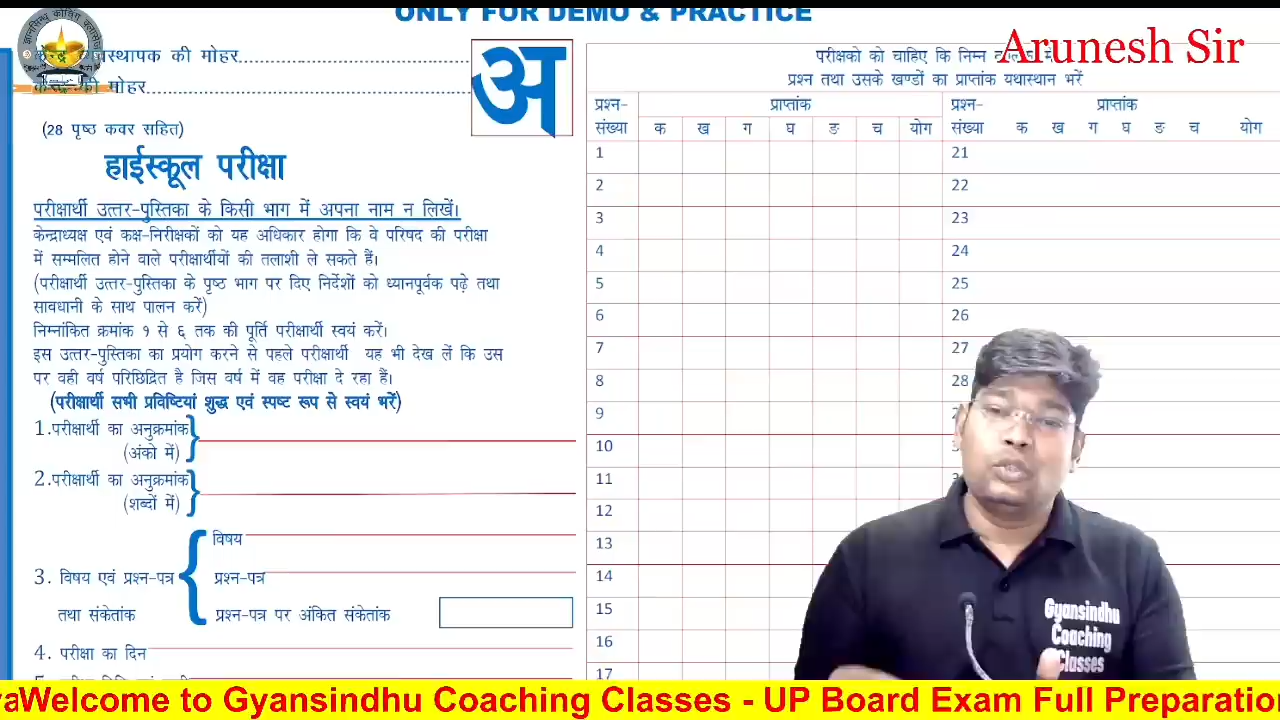 ONLY FOR DEMO & PRACTICE
Arunesh Sir
केन्द्र व्यवस्थापक की मोहर
केन्द्र की मोहर
अ
(28 पृष्ठ कवर सहित)
हाईस्कूल परीक्षा
परीक्षार्थी उत्तर-पुस्तिका के किसी भाग में अपना नाम न लिखें।
केन्द्राध्यक्ष एवं कक्ष-निरीक्षकों को यह अधिकार होगा कि वे परिषद की परीक्षा
में सम्मलित होने वाले परीक्षार्थीयों की तलाशी ले सकते हैं।
(परीक्षार्थी उत्तर-पुस्तिका के पृष्ठ भाग पर दिए निर्देशों को ध्यानपूर्वक पढ़े तथा
सावधानी के साथ पालन करें)
निम्नांकित क्रमांक १ से ६ तक की पूर्ति परीक्षार्थी स्वयं करें।
इस उत्तर-पुस्तिका का प्रयोग करने से पहले परीक्षार्थी यह भी देख लें कि उस
पर वही वर्ष परिछिद्रित है जिस वर्ष में वह परीक्षा दे रहा हैं।
(परीक्षार्थी सभी प्रविष्टियां शुद्ध एवं स्पष्ट रूप से स्वयं भरें)
1.परीक्षार्थी का अनुक्रमांक
(अंको में)
2.परीक्षार्थी का अनुक्रमांक
(शब्दों में)
विषय
3. विषय एवं प्रश्न-पत्र
प्रश्न-पत्र
तथा संकेतांक
प्रश्न-पत्र पर अंकित संकेतांक
4. परीक्षा का दिन
परीक्षको को चाहिए कि निम्न
प्रश्न तथा उसके खण्डों का प्राप्तांक यथास्थान भरें
प्रश्न- प्राप्तांक प्रश्न- प्राप्तांक
संख्या क ख ग घ ङ च योग संख्या क ख ग घ ङ च योग
1 21
2 22
3 23
4 24
5 25
6 26
7 27
8 28
9
10
11
12
13
14
15
16
17
Gyansindhu
Coaching
Classes
Welcome to Gyansindhu Coaching Classes - UP Board Exam Full Preparatio